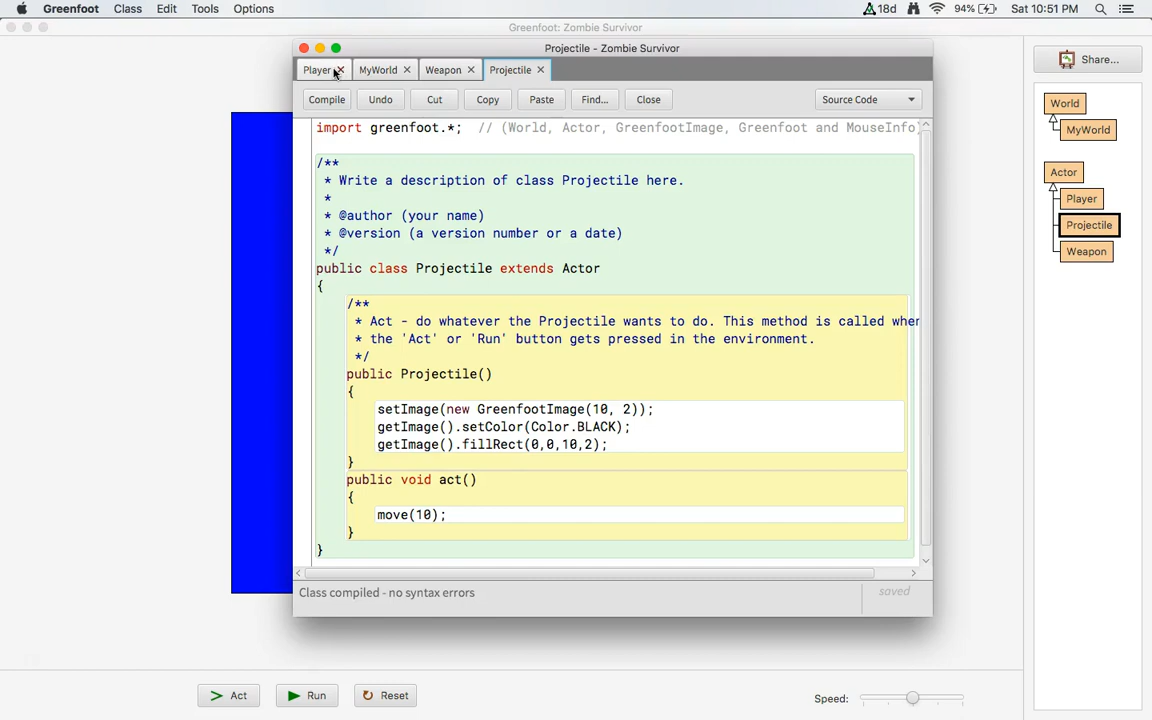 Greenfoot Class Edit Tools Options 18d 94% Sat 10:51 PM
Greenfoot: Zombie Survivor
Projectile - Zombie Survivor
Player MyWorld Weapon Projectile
Compile Undo Cut Copy Paste Find... Close Source Code
import greenfoot.*;  // (World, Actor, GreenfootImage, Greenfoot and MouseInfo)
/**
 * Write a description of class Projectile here.
 *
 * @author (your name)
 * @version (a version number or a date)
 */
public class Projectile extends Actor
{
/**
 * Act - do whatever the Projectile wants to do. This method is called when
 * the 'Act' or 'Run' button gets pressed in the environment.
 */
public Projectile()
{
setImage(new GreenfootImage(10, 2));
getImage().setColor(Color.BLACK);
getImage().fillRect(0,0,10,2);
}
public void act()
{
move(10);
}
}
Class compiled - no syntax errors
saved
Share...
World
MyWorld
Actor
Player
Projectile
Weapon
Act Run Reset Speed: